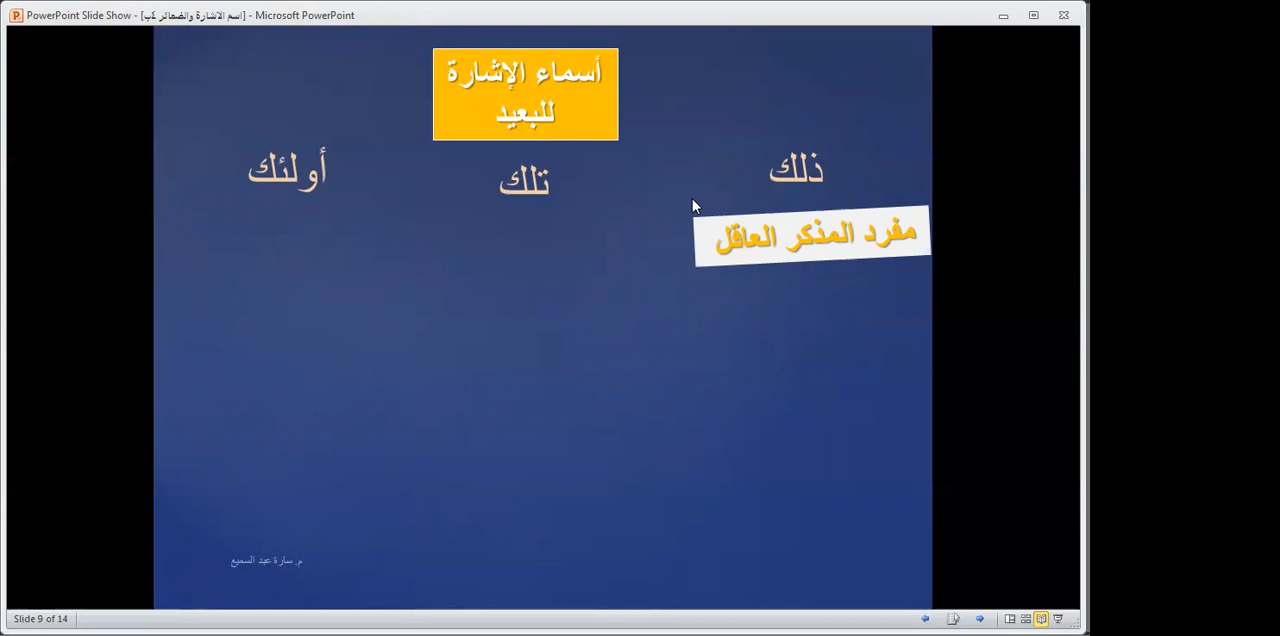 PowerPoint Slide Show - [اسم الاشارة والضمائر ٤ب] - Microsoft PowerPoint
أسماء الإشارة
للبعيد
ذلك
تلك
أولئك
مفرد المذكر العاقل
م. سارة عبد السميع
Slide 9 of 14